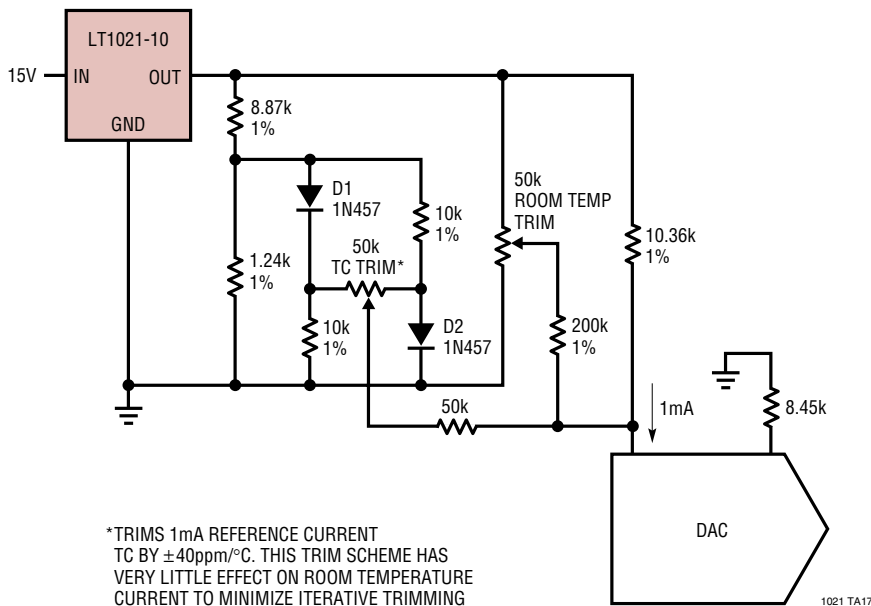 LT1021-10
15V
IN
OUT
GND
8.87k
1%
D1
1N457
50k
ROOM TEMP
TRIM
10k
1%
50k
TC TRIM*
10.36k
1%
1.24k
1%
10k
1%
D2
1N457
200k
1%
50k
1mA
8.45k
DAC
*TRIMS 1mA REFERENCE CURRENT
TC BY ±40ppm/°C. THIS TRIM SCHEME HAS
VERY LITTLE EFFECT ON ROOM TEMPERATURE
CURRENT TO MINIMIZE ITERATIVE TRIMMING
1021 TA17